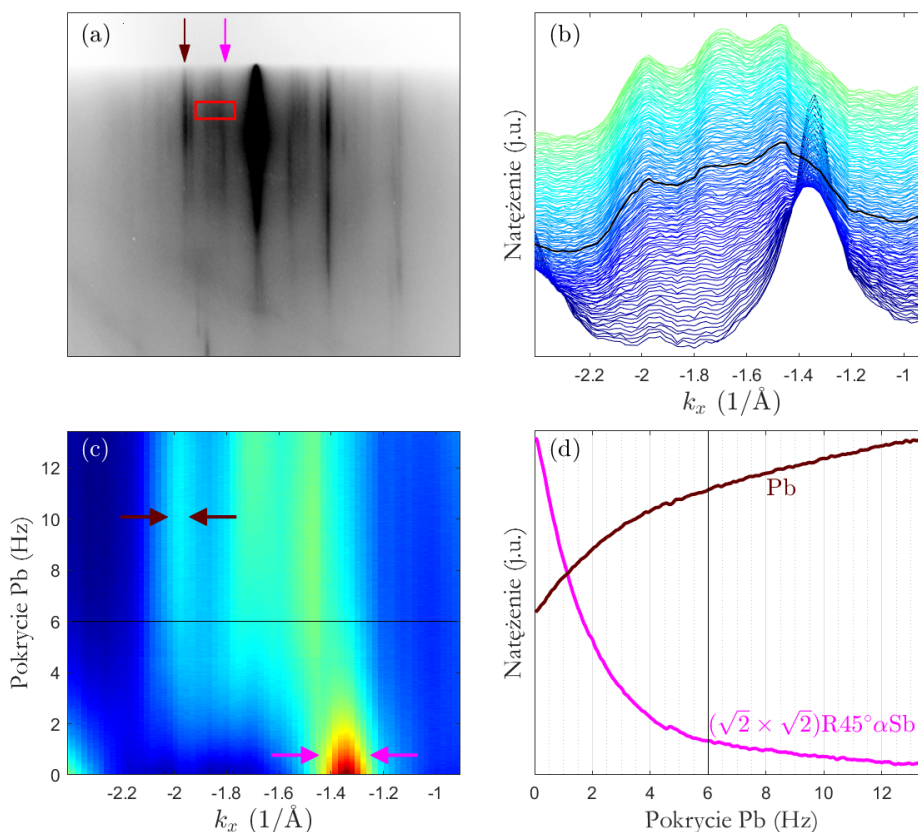 (a)
(b)
Natężenie (j.u.)
-2.2 -2 -1.8 -1.6 -1.4 -1.2 -1
kₓ (1/Å)
(c)
Pokrycie Pb (Hz)
12
10
8
6
4
2
0
-2.2 -2 -1.8 -1.6 -1.4 -1.2 -1
kₓ (1/Å)
(d)
Pb
Natężenie (j.u.)
(√2 × √2)R45°αSb
0 2 4 6 8 10 12
Pokrycie Pb (Hz)